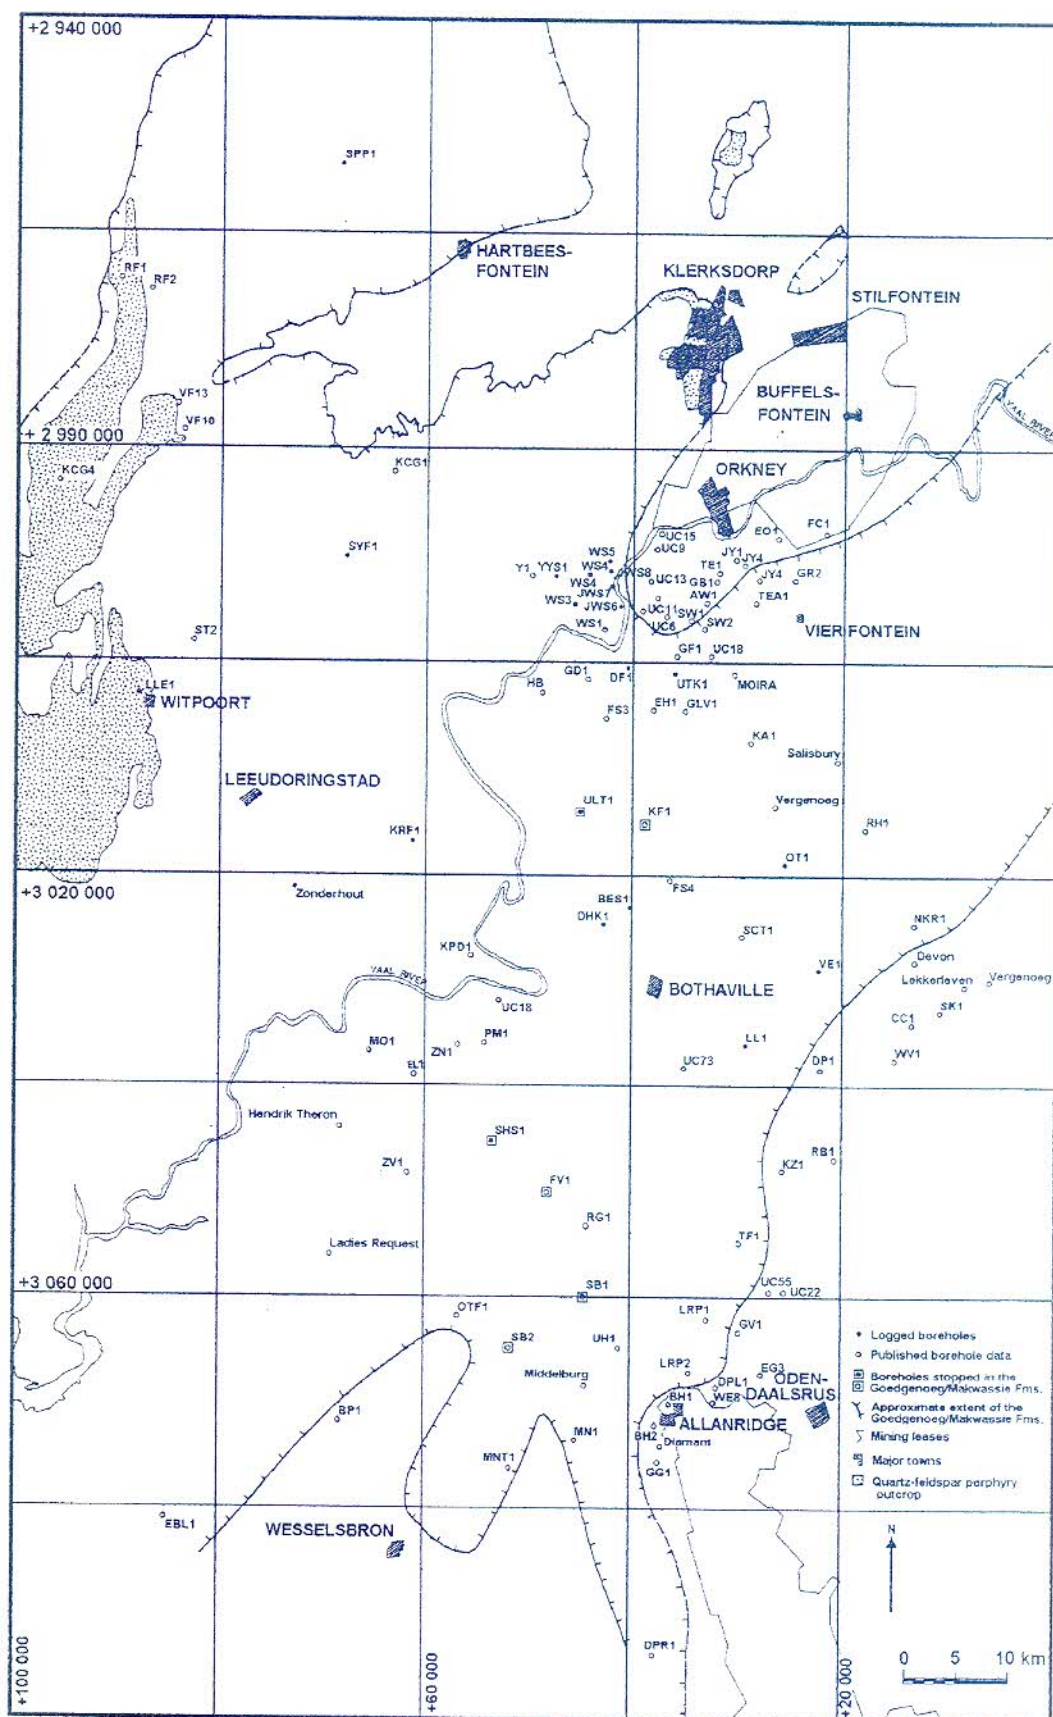 +2 940 000
SPP1
HARTBEES-
FONTEIN
KLERKSDORP
STILFONTEIN
RF1
RF2
VF13
VF10
BUFFELS-
FONTEIN
VAAL RIVER
+ 2 990 000
KCG4
KCG1
ORKNEY
SYF1
UC15
UC9
EO1
FC1
WS5
WS4
WS8
Y1
YYS1
WS4
JWS7
WS3
JWS6
WS1
UC13
UC11
UC6
JY1
JY4
TE1
GB1
AW1
JY4
GR2
TEA1
SW1
SW2
VIERFONTEIN
ST2
GF1
UC18
LLE1
WITPOORT
HB
GD1
DF1
UTK1
MOIRA
FS3
EH1
GLV1
KA1
Salisbury
LEEUDORINGSTAD
ULT1
KF1
Vergenoeg
RH1
KRF1
OT1
+3 020 000
Zonderhout
FS4
BES1
DHK1
SCT1
NKR1
KPD1
VE1
Devon
VAAL RIVER
Lekkerleven
Vergenoeg
BOTHAVILLE
UC18
SK1
CC1
MO1
ZN1
PM1
LL1
EL1
UC73
DP1
WV1
Hendrik Theron
SHS1
ZV1
RB1
KZ1
FV1
RG1
TF1
Ladies Request
+3 060 000
SB1
UC55
UC22
OTF1
LRP1
GV1
SB2
UH1
Middelburg
LRP2
EG3
DPL1
ODEN-
DAALSRUS
BH1
WE8
ALLANRIDGE
BP1
MN1
BH2
Diamant
MNT1
GG1
EBL1
WESSELSBRON
DPR1
Logged boreholes
Published borehole data
Boreholes stopped in the
Goedgenoeg/Makwassie Fms.
Approximate extent of the
Goedgenoeg/Makwassie Fms.
Mining leases
Major towns
Quartz-feldspar porphyry
outcrop
N
0 5 10 km
+100 000
+60 000
+20 000